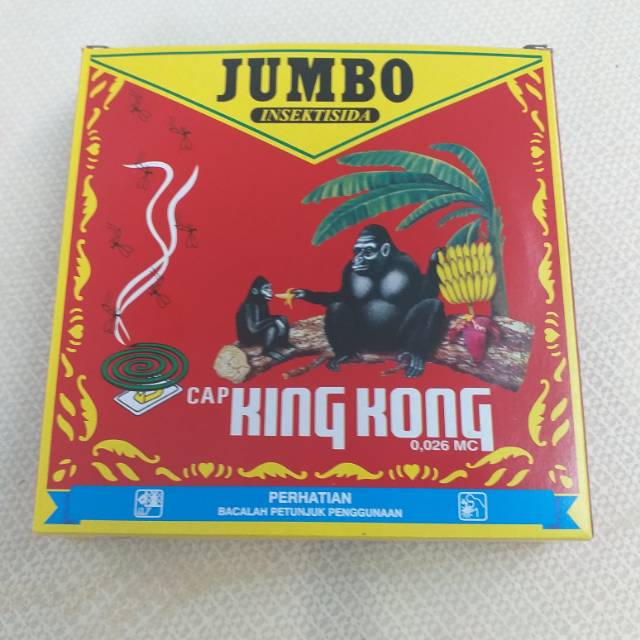 JUMBO
INSEKTISIDA
CAP KING KONG
0,026 MC
PERHATIAN
BACALAH PETUNJUK PENGGUNAAN